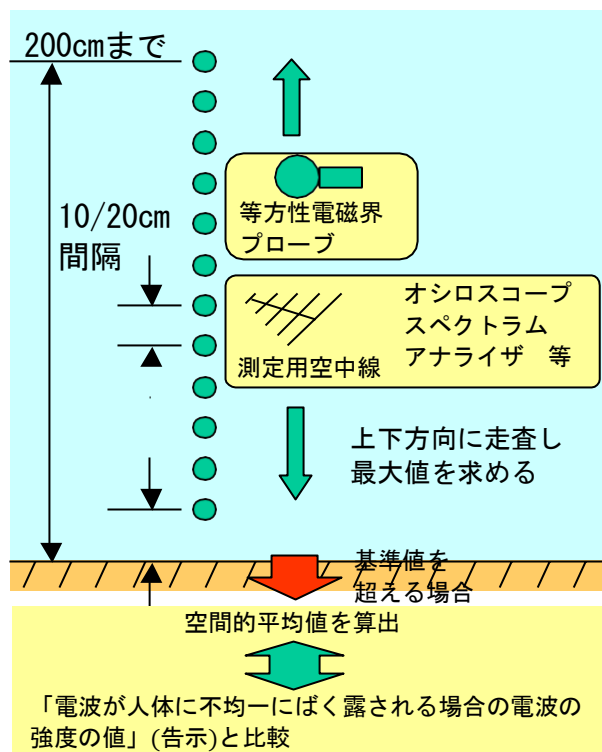 200cmまで
10/20cm
間隔
等方性電磁界
プローブ
オシロスコープ
スペクトラム
アナライザ　等
測定用空中線
上下方向に走査し
最大値を求める
基準値を
超える場合
空間的平均値を算出
「電波が人体に不均一にばく露される場合の電波の
強度の値」(告示)と比較